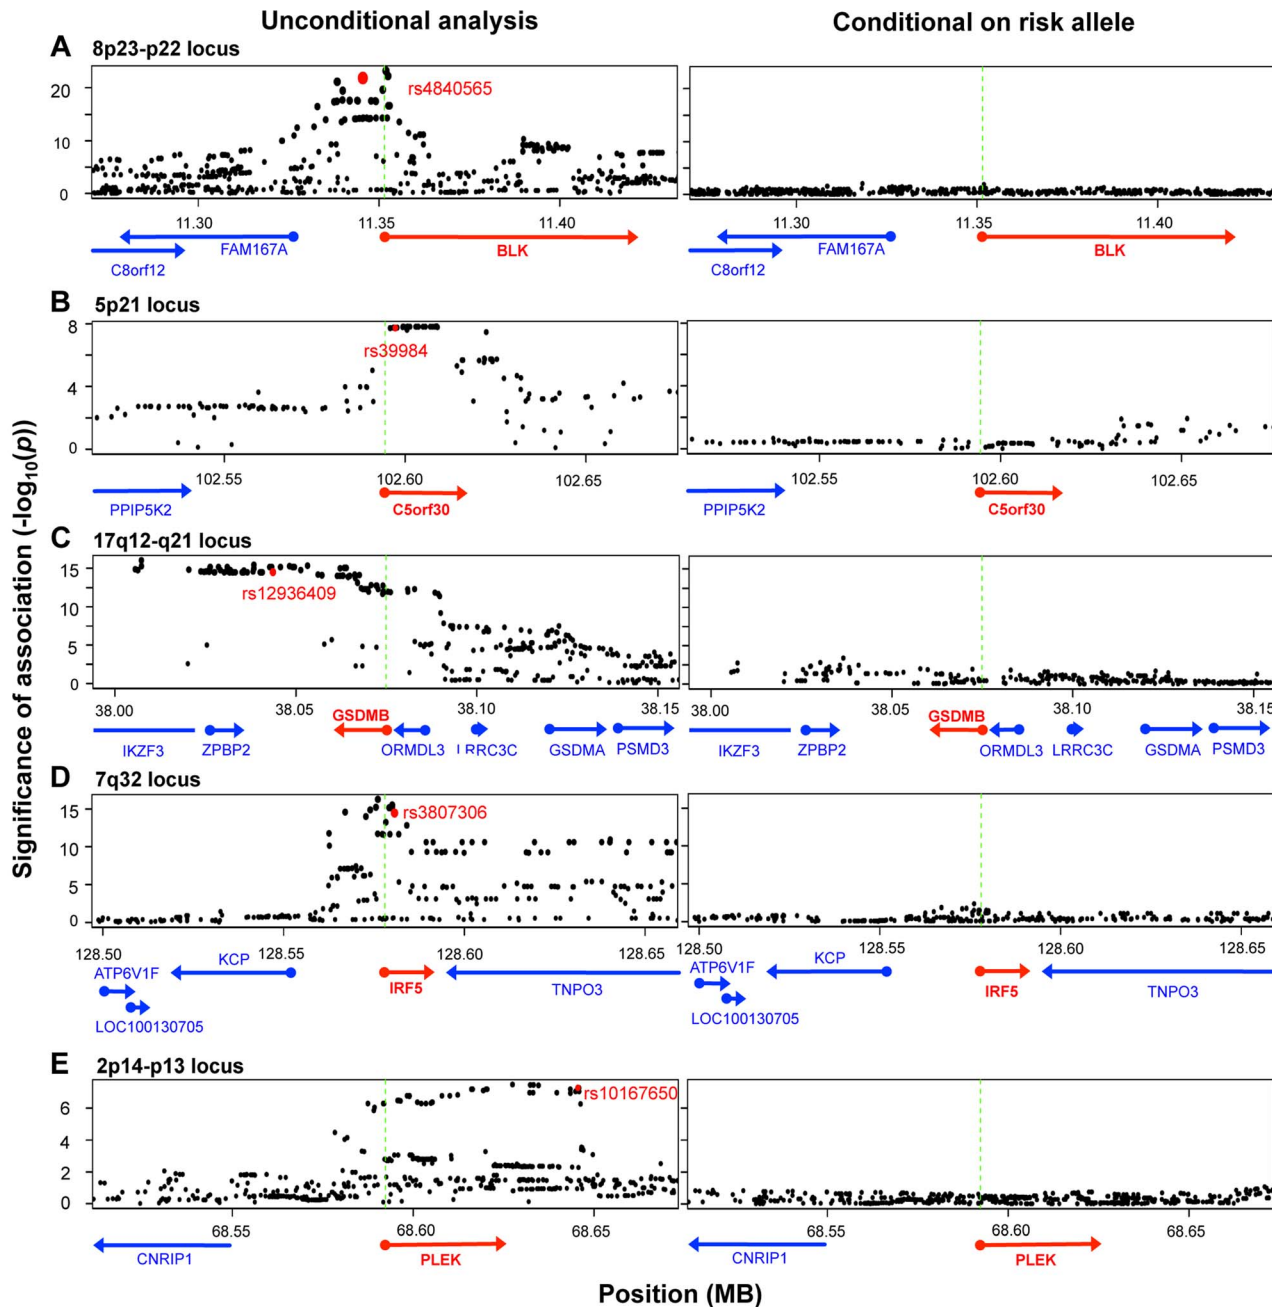 Unconditional analysis
Conditional on risk allele
Significance of association (-log10(p))
A
8p23-p22 locus
20
10
0
rs4840565
11.30 11.35 11.40
11.30 11.35 11.40
FAM167A
C8orf12
BLK
FAM167A
C8orf12
BLK
B
5p21 locus
8
4
0
rs39984
102.55 102.60 102.65
102.55 102.60 102.65
PPIP5K2
C5orf30
PPIP5K2
C5orf30
C
17q12-q21 locus
15
10
5
0
rs12936409
38.00 38.05 38.10 38.15
38.00 38.05 38.10 38.15
GSDMB
IKZF3 ZPBP2 ORMDL3 LRRC3C GSDMA PSMD3
GSDMB
IKZF3 ZPBP2 ORMDL3 LRRC3C GSDMA PSMD3
D
7q32 locus
15
10
5
0
rs3807306
128.50 128.55 128.60 128.65
128.50 128.55 128.60 128.65
ATP6V1F KCP
IRF5 TNPO3
LOC100130705
ATP6V1F KCP
IRF5 TNPO3
LOC100130705
E
2p14-p13 locus
6
4
2
0
rs10167650
68.55 68.60 68.65
68.55 68.60 68.65
CNRIP1 PLEK
CNRIP1 PLEK
Position (MB)